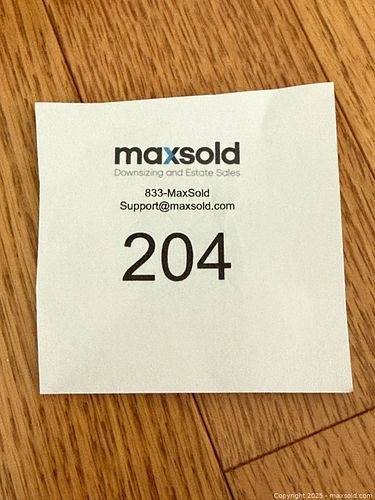 maxsold
Downsizing and Estate Sales
833-MaxSold
Support@maxsold.com
204
Copyright 2025 - maxsold.com